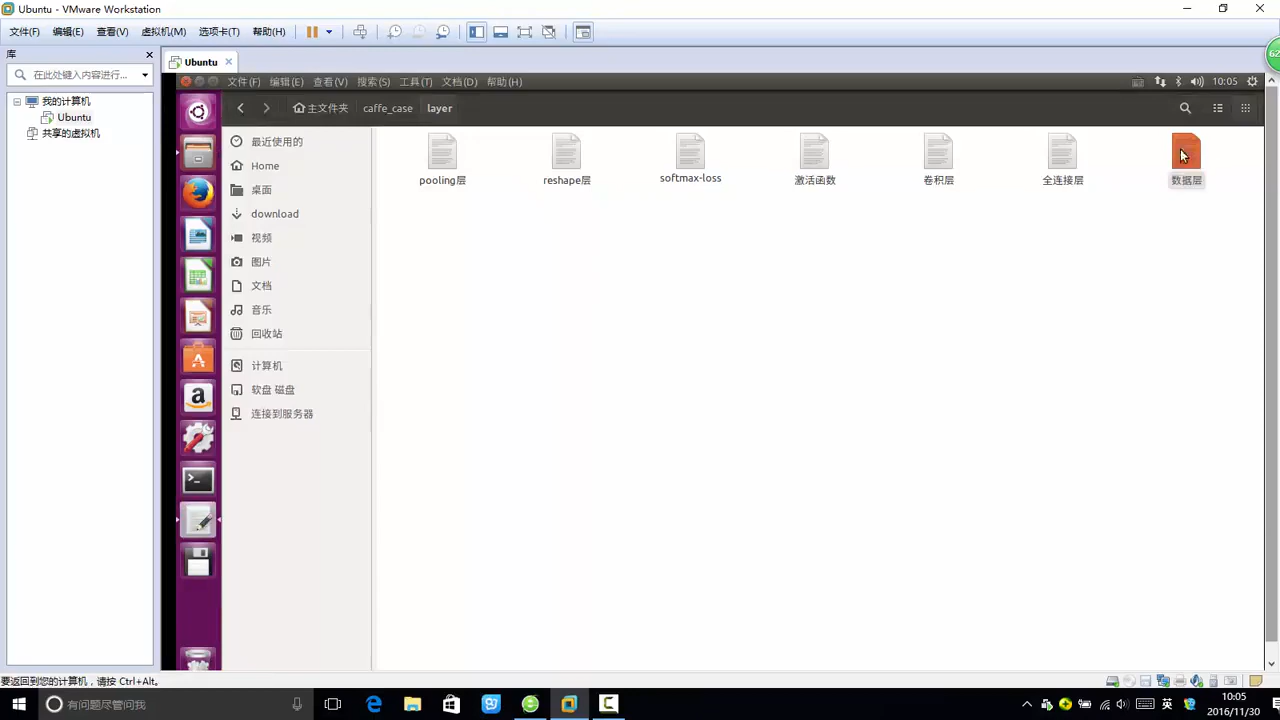 Ubuntu - VMware Workstation
文件(F) 编辑(E) 查看(V) 虚拟机(M) 选项卡(T) 帮助(H)
库
在此处键入内容进行...
我的计算机
Ubuntu
共享的虚拟机
Ubuntu
文件(F) 编辑(E) 查看(V) 搜索(S) 工具(T) 文档(D) 帮助(H)
10:05
62
主文件夹 caffe_case layer
最近使用的
Home
桌面
download
视频
图片
文档
音乐
回收站
计算机
软盘 磁盘
连接到服务器
pooling层 reshape层 softmax-loss 激活函数 卷积层 全连接层 数据层
要返回到您的计算机，请按 Ctrl+Alt。
有问题尽管问我
英
10:05
2016/11/30